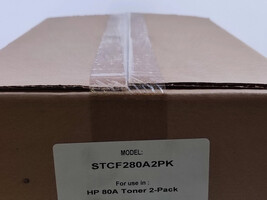 MODEL:
STCF280A2PK
For use in :
HP 80A Toner 2-Pack